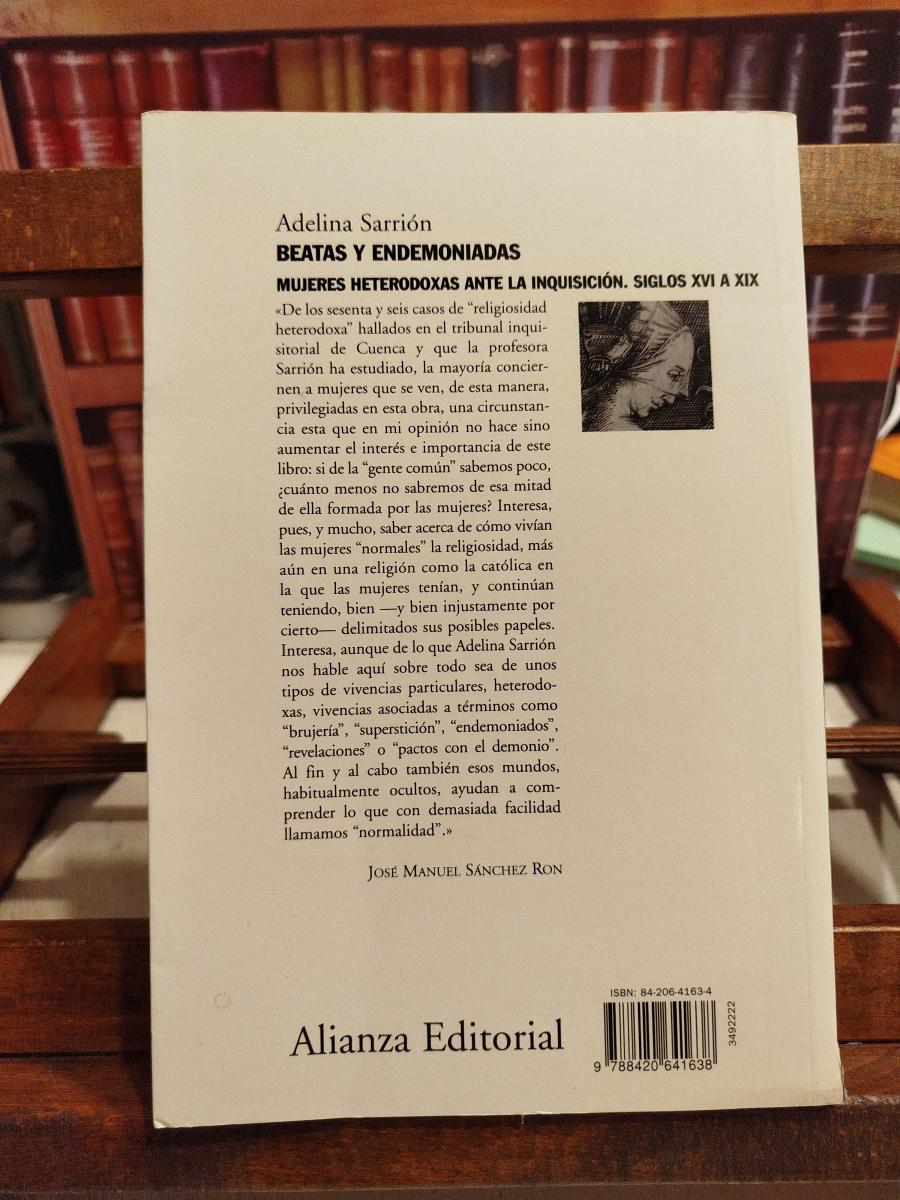 Adelina Sarrión
BEATAS Y ENDEMONIADAS
MUJERES HETERODOXAS ANTE LA INQUISICIÓN. SIGLOS XVI A XIX
«De los sesenta y seis casos de “religiosidad
heterodoxa” hallados en el tribunal inqui-
sitorial de Cuenca y que la profesora
Sarrión ha estudiado, la mayoría concier-
nen a mujeres que se ven, de esta manera,
privilegiadas en esta obra, una circunstan-
cia esta que en mi opinión no hace sino
aumentar el interés e importancia de este
libro: si de la “gente común” sabemos poco,
¿cuánto menos no sabremos de esa mitad
de ella formada por las mujeres? Interesa,
pues, y mucho, saber acerca de cómo vivían
las mujeres “normales” la religiosidad, más
aún en una religión como la católica en
la que las mujeres tenían, y continúan
teniendo, bien —y bien injustamente por
cierto— delimitados sus posibles papeles.
Interesa, aunque de lo que Adelina Sarrión
nos hable aquí sobre todo sea de unos
tipos de vivencias particulares, heterodo-
xas, vivencias asociadas a términos como
“brujería”, “superstición”, “endemoniados”,
“revelaciones” o “pactos con el demonio”.
Al fin y al cabo también esos mundos,
habitualmente ocultos, ayudan a com-
prender lo que con demasiada facilidad
llamamos “normalidad”.»
JOSÉ MANUEL SÁNCHEZ RON
Alianza Editorial
ISBN: 84-206-4163-4
9 788420 641638
3492222